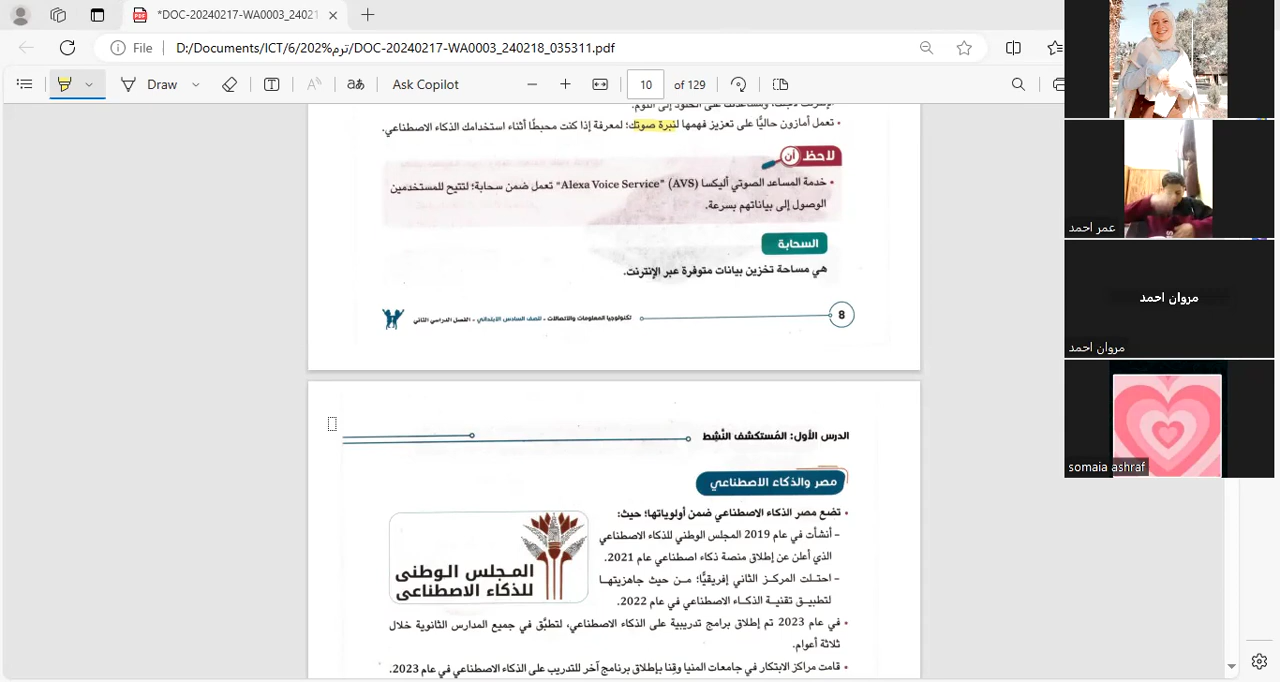 *DOC-20240217-WA0003_2402
File
D:/Documents/ICT/6/202%ترم/DOC-20240217-WA0003_240218_035311.pdf
Draw
aあ
Ask Copilot
10 of 129
• تعمل أمازون حاليًّا على تعزيز فهمها لنبرة صوتك؛ لمعرفة إذا كنت محبطًا أثناء استخدامك الذكاء الاصطناعي.
لاحظ أن
• خدمة المساعد الصوتي أليكسا (AVS) "Alexa Voice Service" تعمل ضمن سحابة؛ لتتيح للمستخدمين
الوصول إلى بياناتهم بسرعة.
السحابة
هي مساحة تخزين بيانات متوفرة عبر الإنترنت.
8
تكنولوجيا المعلومات والاتصالات - للصف السادس الابتدائي - الفصل الدراسي الثاني
الدرس الأول: المُستكشف النَّشِط
مصر والذكاء الاصطناعي
• تضع مصر الذكاء الاصطناعي ضمن أولوياتها؛ حيث:
- أنشأت في عام 2019 المجلس الوطني للذكاء الاصطناعي
الذي أعلن عن إطلاق منصة ذكاء اصطناعي عام 2021.
- احتلت المركز الثاني إفريقيًّا؛ من حيث جاهزيتها
لتطبيق تقنية الذكاء الاصطناعي في عام 2022.
المجلس الوطنى
للذكاء الاصطناعى
• في عام 2023 تم إطلاق برامج تدريبية على الذكاء الاصطناعي، لتطبَّق في جميع المدارس الثانوية خلال
ثلاثة أعوام.
• قامت مراكز الابتكار في جامعات المنيا وقنا بإطلاق برنامج آخر للتدريب على الذكاء الاصطناعي في عام 2023.
عمر احمد
مروان احمد
مروان احمد
somaia ashraf